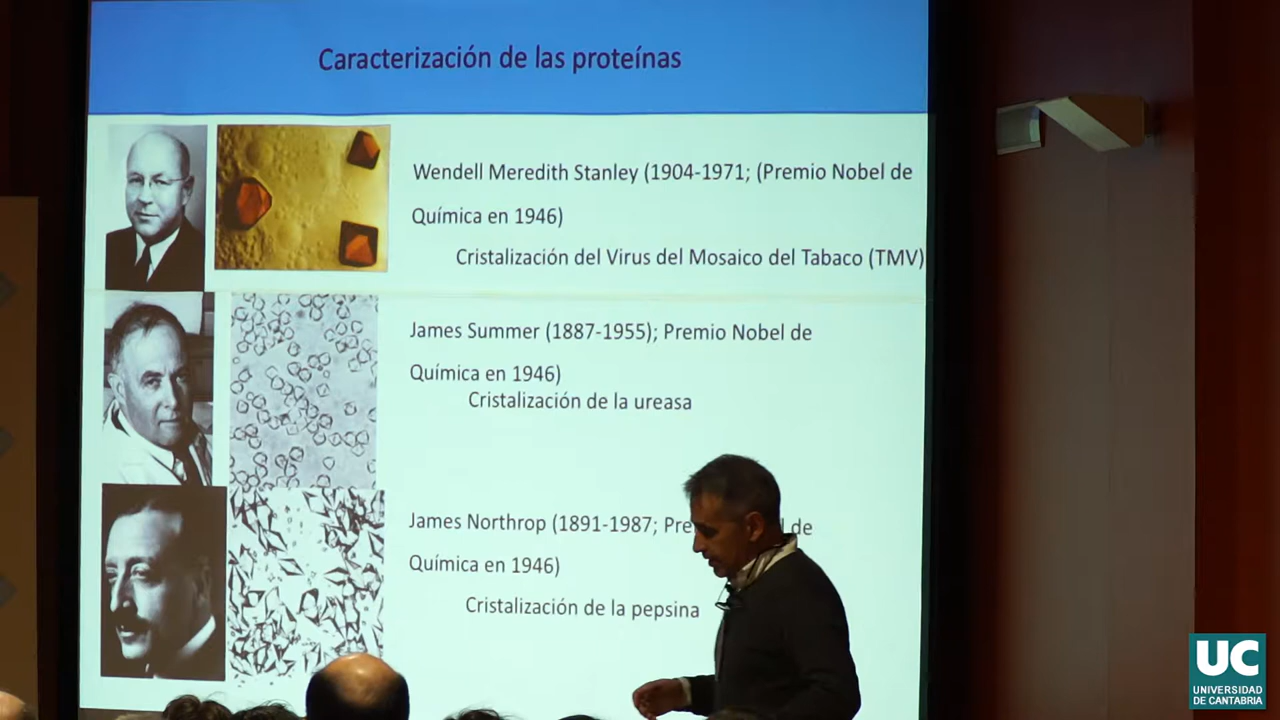 Caracterización de las proteínas
Wendell Meredith Stanley (1904-1971; (Premio Nobel de
Química en 1946)
Cristalización del Virus del Mosaico del Tabaco (TMV)
James Summer (1887-1955); Premio Nobel de
Química en 1946)
Cristalización de la ureasa
James Northrop (1891-1987; Pre de
Química en 1946)
Cristalización de la pepsina
UC
UNIVERSIDAD
DE CANTABRIA